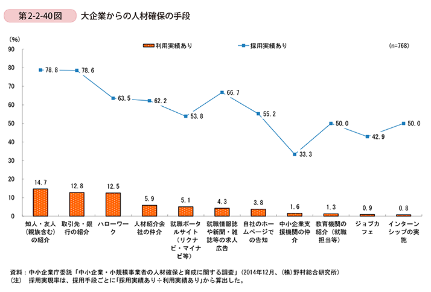 第2-2-40図 大企業からの人材確保の手段
(%)
利用実績あり 採用実績あり (n=768)
90
80
70
60
50
40
30
20
10
0
78.8 78.6 63.5 62.2 53.8 66.7 55.2 33.3 50.0 42.9 50.0
14.7 12.8 12.5 5.9 5.1 4.3 3.8 1.6 1.3 0.9 0.8
知人・友人(親族含む)の紹介
取引先・銀行の紹介
ハローワーク
人材紹介会社の仲介
就職ポータルサイト(リクナビ・マイナビ等)
就職情報誌や新聞・雑誌等の求人広告
自社のホームページでの告知
中小企業支援機関の仲介
教育機関の紹介(就職担当等)
ジョブカフェ
インターンシップの実施
資料:中小企業庁委託「中小企業・小規模事業者の人材確保と育成に関する調査」(2014年12月、(株)野村総合研究所)
(注) 採用実現率は、採用手段ごとに「採用実績あり÷利用実績あり」から算出した。